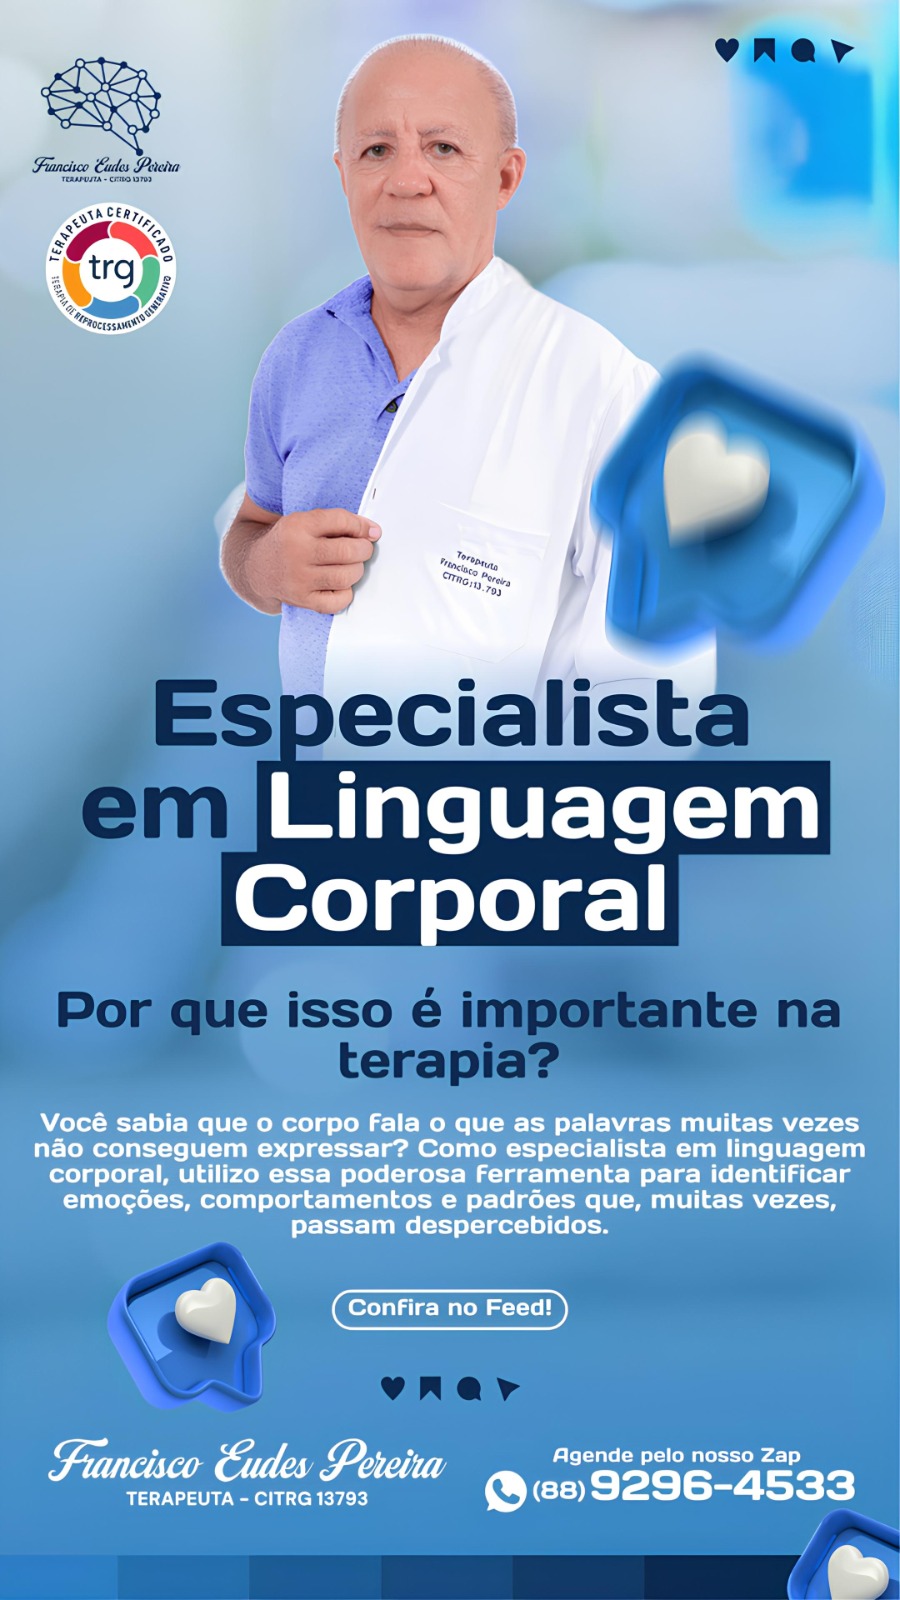 Francisco Eudes Pereira
TERAPEUTA - CITRG 13793
TERAPEUTA CERTIFICADO
trg
TERAPIA DE REPROCESSAMENTO GENERATIVO
Terapeuta
Francisco Pereira
CITRG:13.793
Especialista
em Linguagem
Corporal
Por que isso é importante na
terapia?
Você sabia que o corpo fala o que as palavras muitas vezes
não conseguem expressar? Como especialista em linguagem
corporal, utilizo essa poderosa ferramenta para identificar
emoções, comportamentos e padrões que, muitas vezes,
passam despercebidos.
Confira no Feed!
Francisco Eudes Pereira
TERAPEUTA - CITRG 13793
Agende pelo nosso Zap
(88) 9296-4533